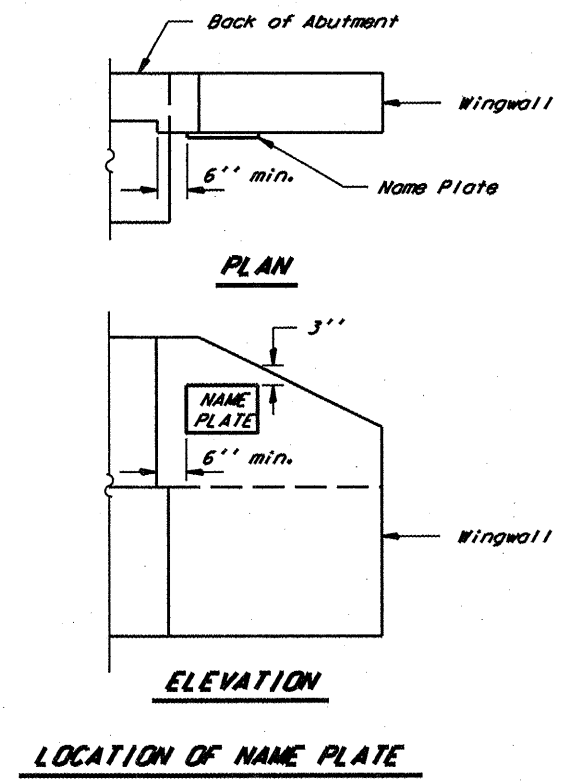 Back of Abutment
Wingwall
6'' min.
Name Plate
PLAN
3''
NAME
PLATE
6'' min.
Wingwall
ELEVATION
LOCATION OF NAME PLATE